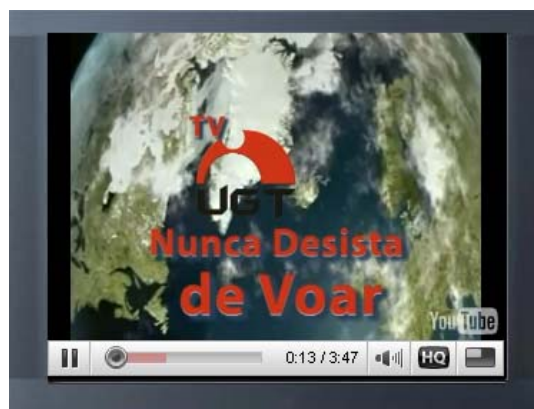 TV
UGT
Nunca Desista
de Voar
YouTube
0:13 / 3:47
HQ